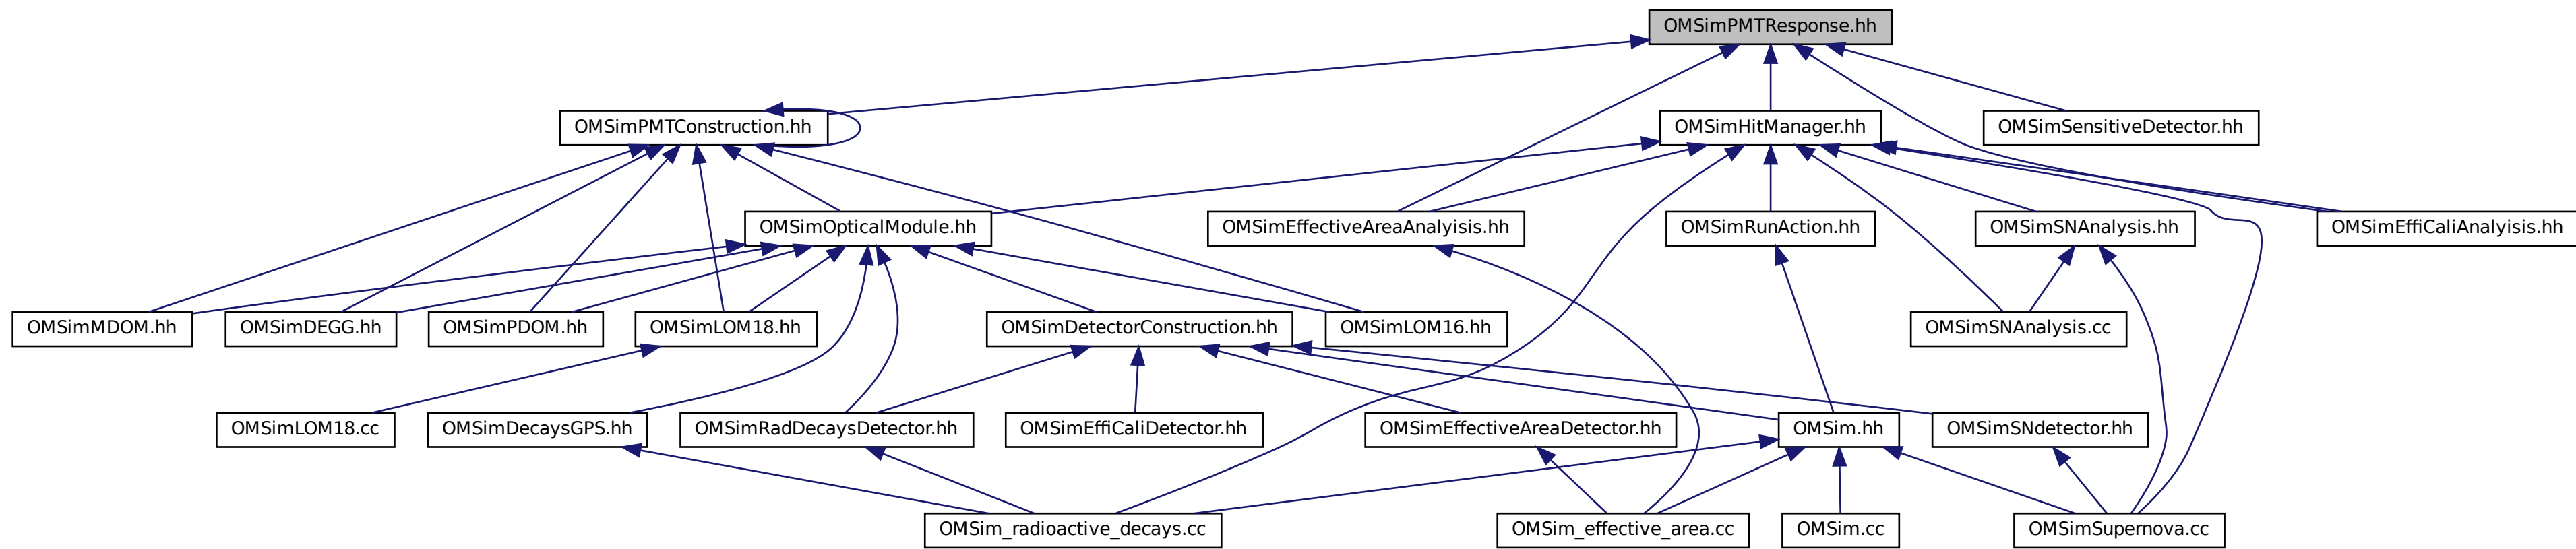 OMSimPMTResponse.hh
OMSimPMTConstruction.hh
OMSimHitManager.hh
OMSimSensitiveDetector.hh
OMSimOpticalModule.hh
OMSimEffectiveAreaAnalyisis.hh
OMSimRunAction.hh
OMSimSNAnalysis.hh
OMSimEffiCaliAnalyisis.hh
OMSimMDOM.hh
OMSimDEGG.hh
OMSimPDOM.hh
OMSimLOM18.hh
OMSimDetectorConstruction.hh
OMSimLOM16.hh
OMSimSNAnalysis.cc
OMSimLOM18.cc
OMSimDecaysGPS.hh
OMSimRadDecaysDetector.hh
OMSimEffiCaliDetector.hh
OMSimEffectiveAreaDetector.hh
OMSim.hh
OMSimSNdetector.hh
OMSim_radioactive_decays.cc
OMSim_effective_area.cc
OMSim.cc
OMSimSupernova.cc